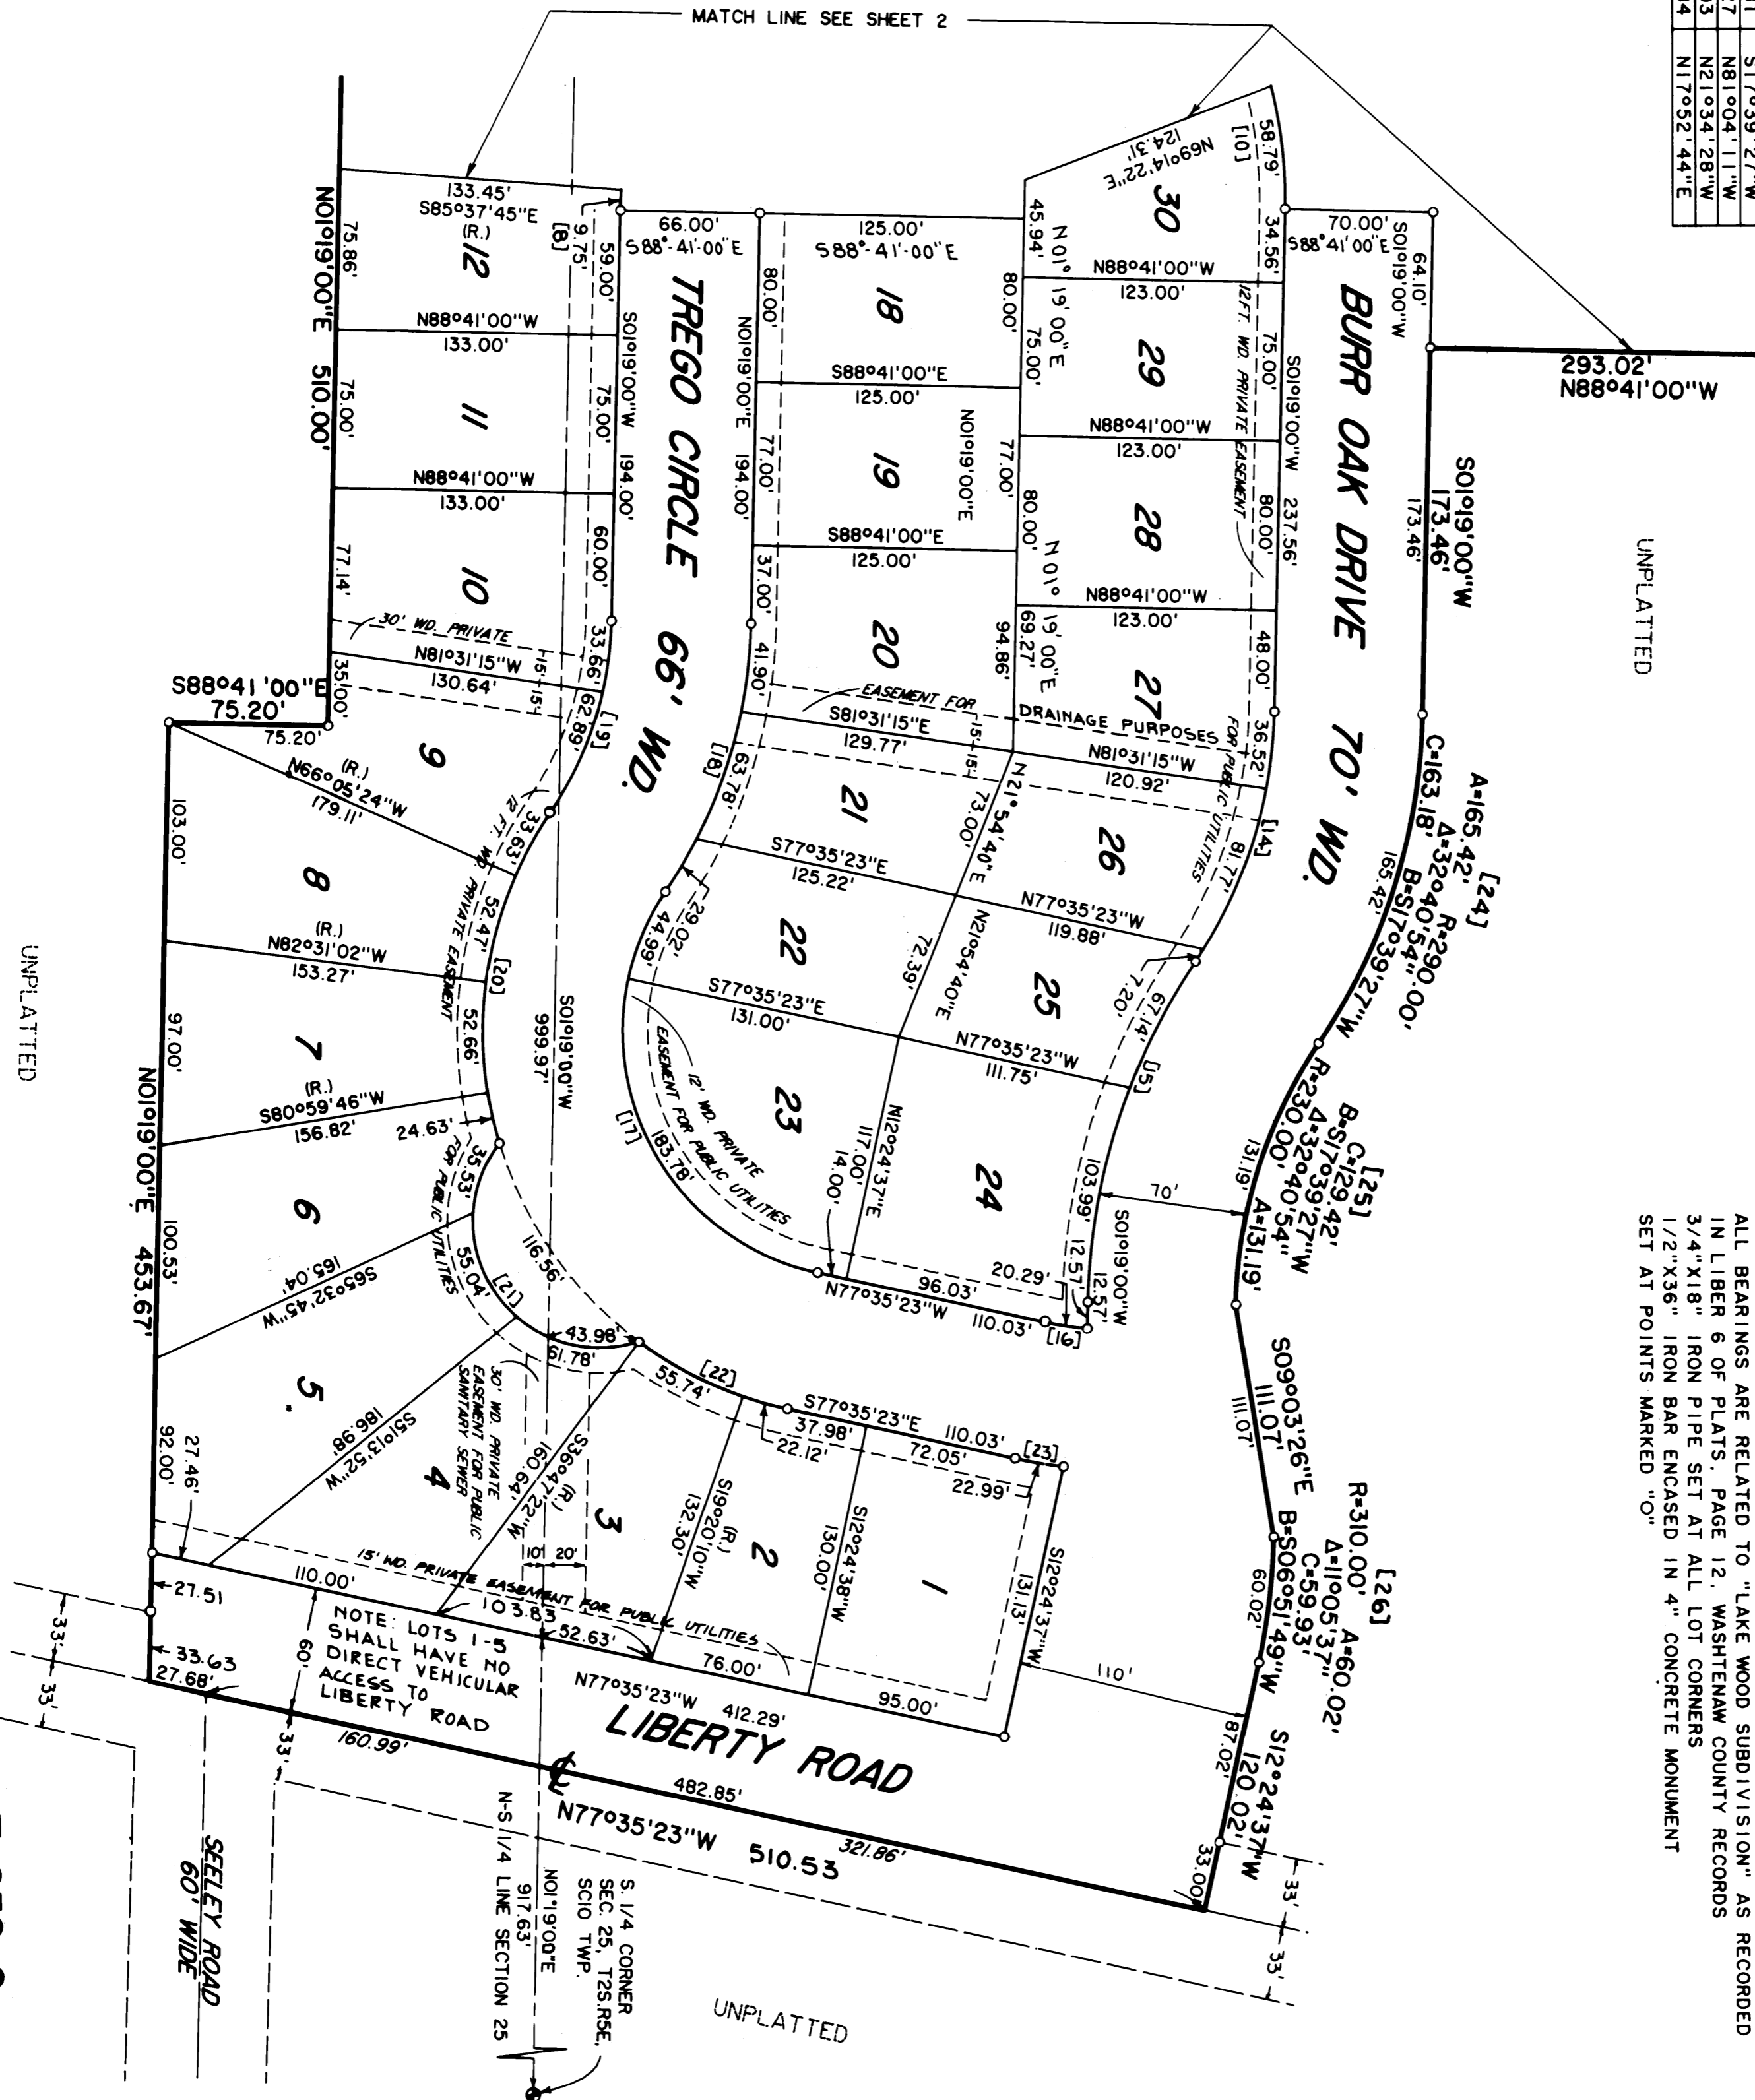 MATCH LINE SEE SHEET 2
S17°39'27"W
N81°04'11"W
N21°34'28"W
N17°52'44"E
ALL BEARINGS ARE RELATED TO "LAKE WOOD SUBDIVISION" AS RECORDED
IN LIBER 6 OF PLATS, PAGE 12, WASHTENAW COUNTY RECORDS
3/4"X18" IRON PIPE SET AT ALL LOT CORNERS
1/2"X36" IRON BAR ENCASED IN 4" CONCRETE MONUMENT
SET AT POINTS MARKED "O"
UNPLATTED
293.02'
N88°41'00"W
S01°19'00"W
173.46'
173.46'
64.10'
S01°19'00"W
70.00'
S88°41'00"E
BURR OAK DRIVE 70' WD.
[24]
A=165.42' R=290.00'
Δ=32°40'54"
C=163.18' B=S17°39'27"W
165.42'
[25]
C=129.42'
B=S17°39'27"W
Δ=32°40'54"
R=230.00' A=131.19'
131.19'
S09°03'26"E
111.07'
111.07'
[26]
R=310.00' A=60.02'
Δ=11°05'37"
C=59.93'
B=S06°51'49"W
60.02'
S12°24'37"W
120.02'
87.02'
33.00'
33'
33'
110'
70'
58.79'
[10]
N69°14'22"E
124.31'
30
45.94'
34.56'
N01°19'00"E
N88°41'00"W
123.00'
12FT. WD. PRIVATE EASEMENT
75.00'
S01°19'00"W 237.56'
29
75.00'
N88°41'00"W
123.00'
80.00'
28
80.00'
N88°41'00"W
123.00'
48.00'
N01°19'00"E
69.27'
27
36.52'
FOR PUBLIC UTILITIES
[14]
DRAINAGE PURPOSES
N81°31'15"W
120.92'
81.77'
26
N21°54'40"E
73.00'
N77°35'23"W
119.88'
7.20'
67.14'
25
N21°54'40"E
72.39'
N77°35'23"W
111.75'
[15]
103.99'
24
S01°19'00"W
12.57'
12.57'
N12°24'37"E
117.00'
14.00'
20.29'
96.03'
N77°35'23"W 110.03'
[16]
66.00'
S88°-41'-00"E
125.00'
S88°-41'-00"E
TREGO CIRCLE 66' WD.
80.00'
18
80.00'
N01°19'00"E 194.00'
S88°41'00"E
125.00'
N01°19'00"E
77.00'
19
77.00'
S88°41'00"E
125.00'
37.00'
20
94.86'
41.90'
EASEMENT FOR
S81°31'15"E
129.77'
15'
15'
[18]
63.78'
21
S77°35'23"E
125.22'
29.02'
44.99'
22
S77°35'23"E
131.00'
12' WD. PRIVATE
EASEMENT FOR PUBLIC UTILITIES
[17]
183.78'
23
133.45'
S85°37'45"E
(R.)
12
[8]
9.75'
59.00'
75.86'
N01°19'00"E 510.00'
N88°41'00"W
133.00'
S01°19'00"W 194.00'
75.00'
11
75.00'
N88°41'00"W
133.00'
60.00'
10
77.14'
30' WD. PRIVATE
33.66'
N81°31'15"W
130.64'
15'
15'
35.00'
[19]
62.89'
9
S88°41'00"E
75.20'
75.20'
(R.)
N66°05'24"W
179.11'
33.63'
12 FT. WD. PRIVATE EASEMENT
103.00'
8
52.47'
(R.)
N82°31'02"W
153.27'
[20]
52.66'
97.00'
7
(R.)
S80°59'46"W
156.82'
24.63'
S01°19'00"W
999.97'
N01°19'00"E 453.67'
100.53'
6
35.53'
FOR PUBLIC UTILITIES
S65°32'45"W
165.04'
55.04'
[21]
116.56'
43.98'
61.78'
5.
92.00'
27.46'
S51°13'52"W
186.98'
4
30' WD. PRIVATE
EASEMENT FOR PUBLIC
SANITARY SEWER
(R.)
S36°47'22"W
160.64'
3
[22]
55.74'
10'
20'
(R.)
S19°20'10"W
132.30'
2
22.12'
S77°35'23"E 110.03'
37.98'
72.05'
[23]
22.99'
S12°24'38"W
130.00'
1
S12°24'37"W
131.13'
15' WD. PRIVATE EASEMENT FOR PUBLIC UTILITIES
110.00'
103.83
52.63'
76.00'
95.00'
N77°35'23"W 412.29'
LIBERTY ROAD
NOTE: LOTS 1-5
SHALL HAVE NO
DIRECT VEHICULAR
ACCESS TO
LIBERTY ROAD
60'
27.51
33.63
27.68'
33'
33'
33'
160.99'
482.85'
N77°35'23"W 510.53
321.86'
SEELEY ROAD
60' WIDE
N-S 1/4 LINE SECTION 25
N01°19'00"E
917.63'
S. 1/4 CORNER
SEC. 25, T2S.R5E,
SCIO TWP.
UNPLATTED
UNPLATTED